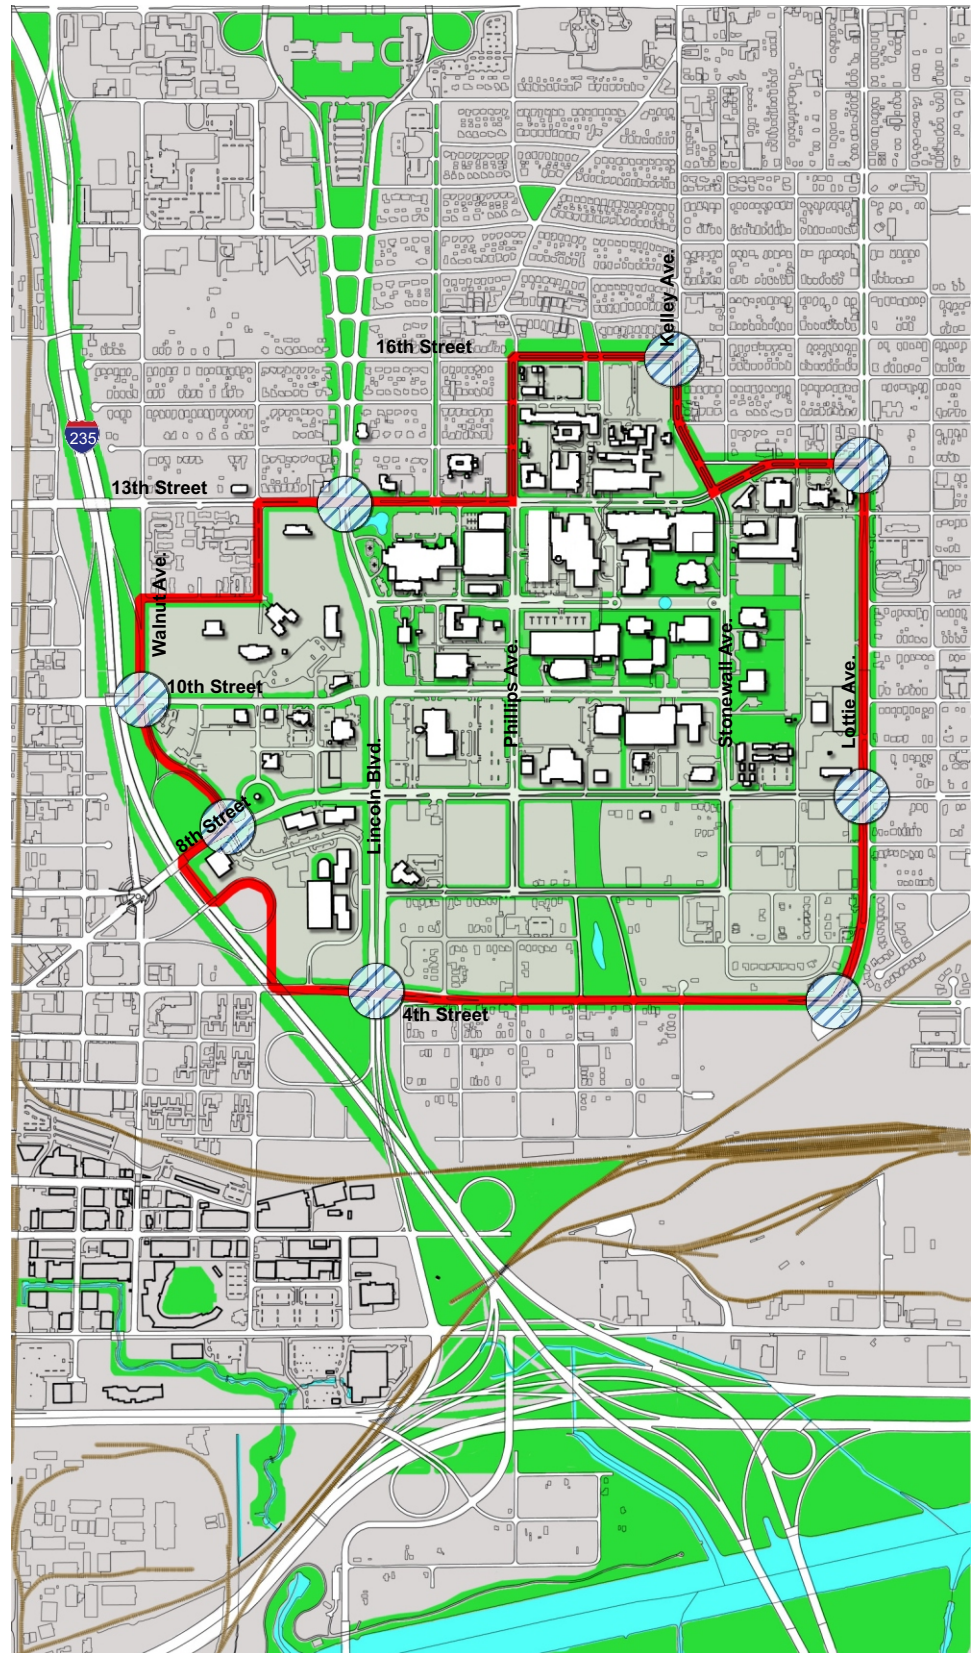 Kelley Ave.
16th Street
235
13th Street
Walnut Ave.
10th Street
Phillips Ave.
Stonewall Ave.
Lottie Ave.
Lincoln Blvd.
8th Street
4th Street